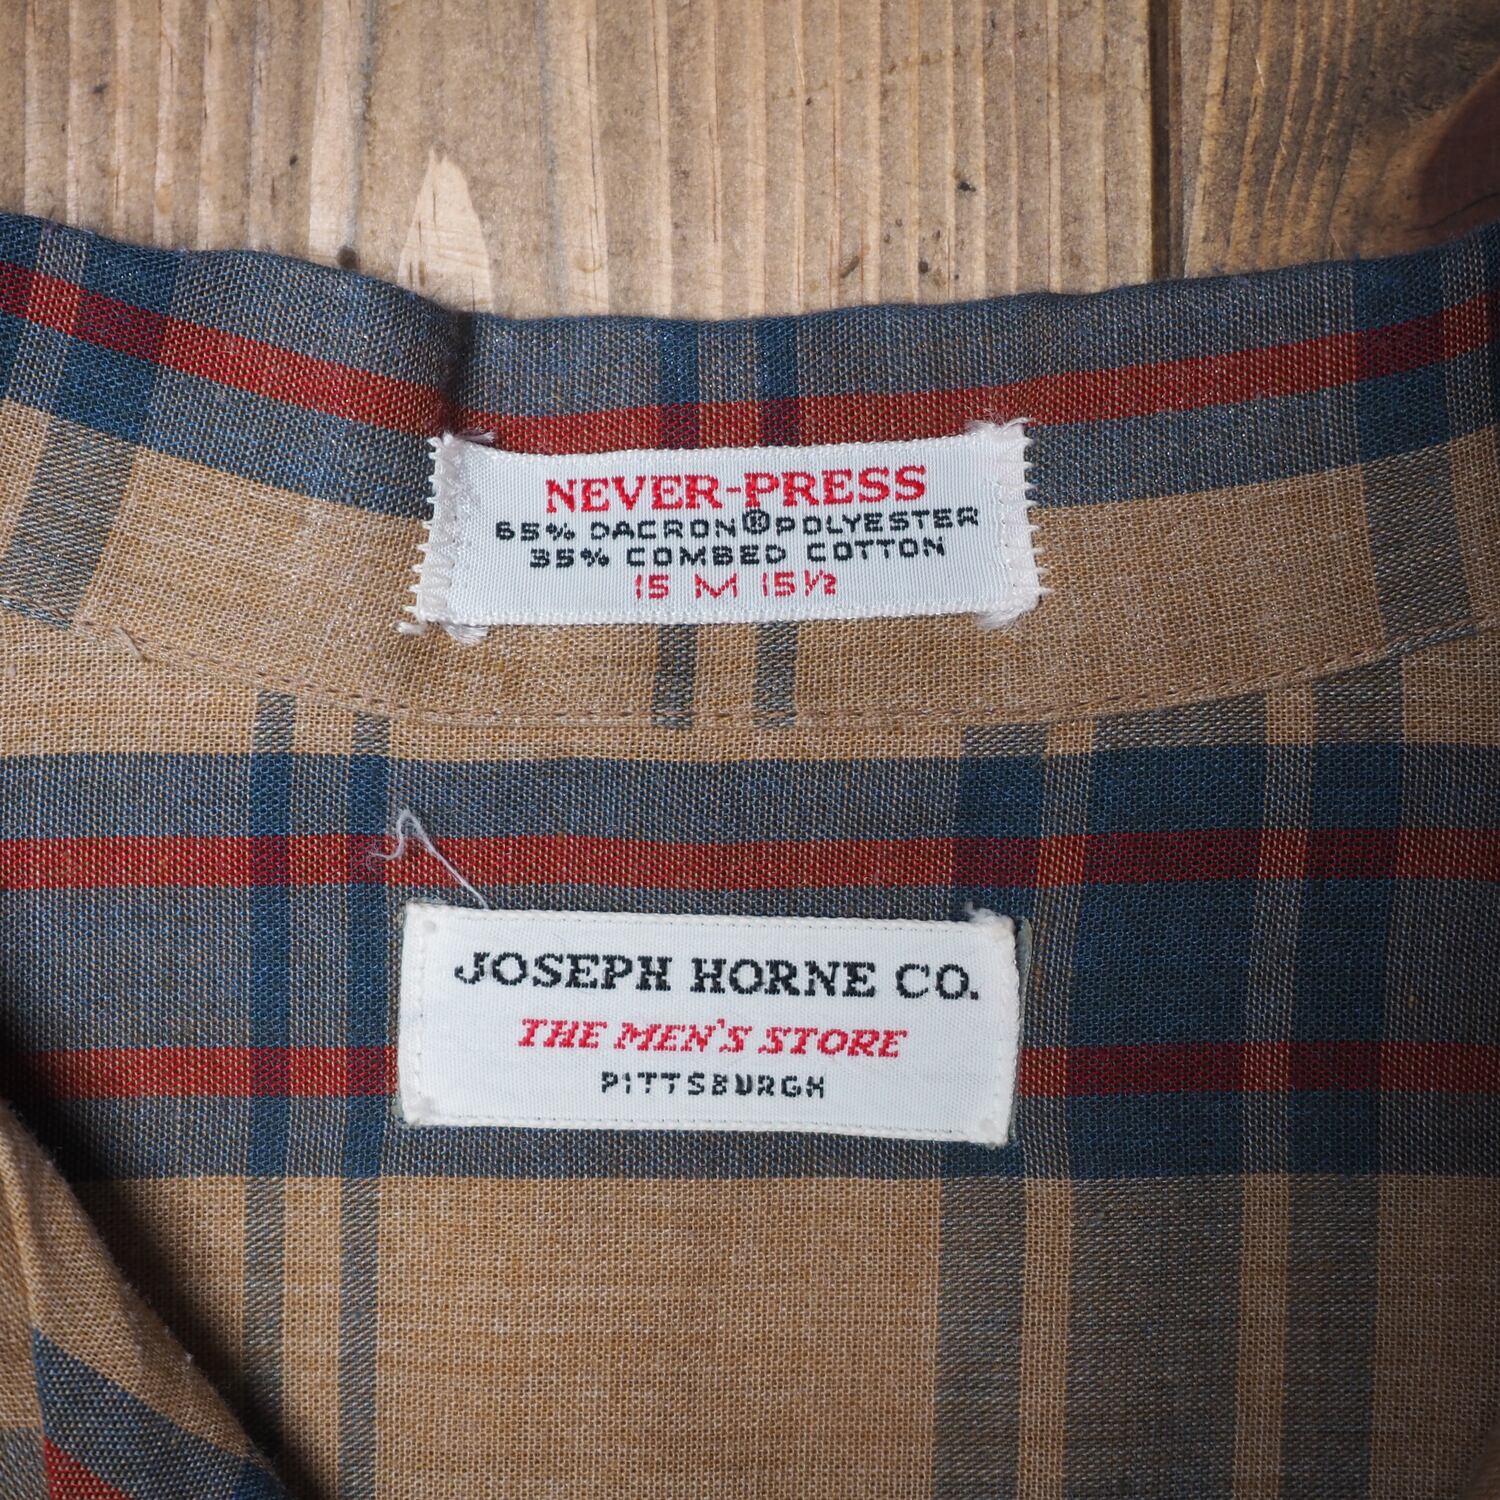 NEVER-PRESS
65% DACRON® POLYESTER
35% COMBED COTTON
15 M 15½
JOSEPH HORNE CO.
THE MEN'S STORE
PITTSBURGH